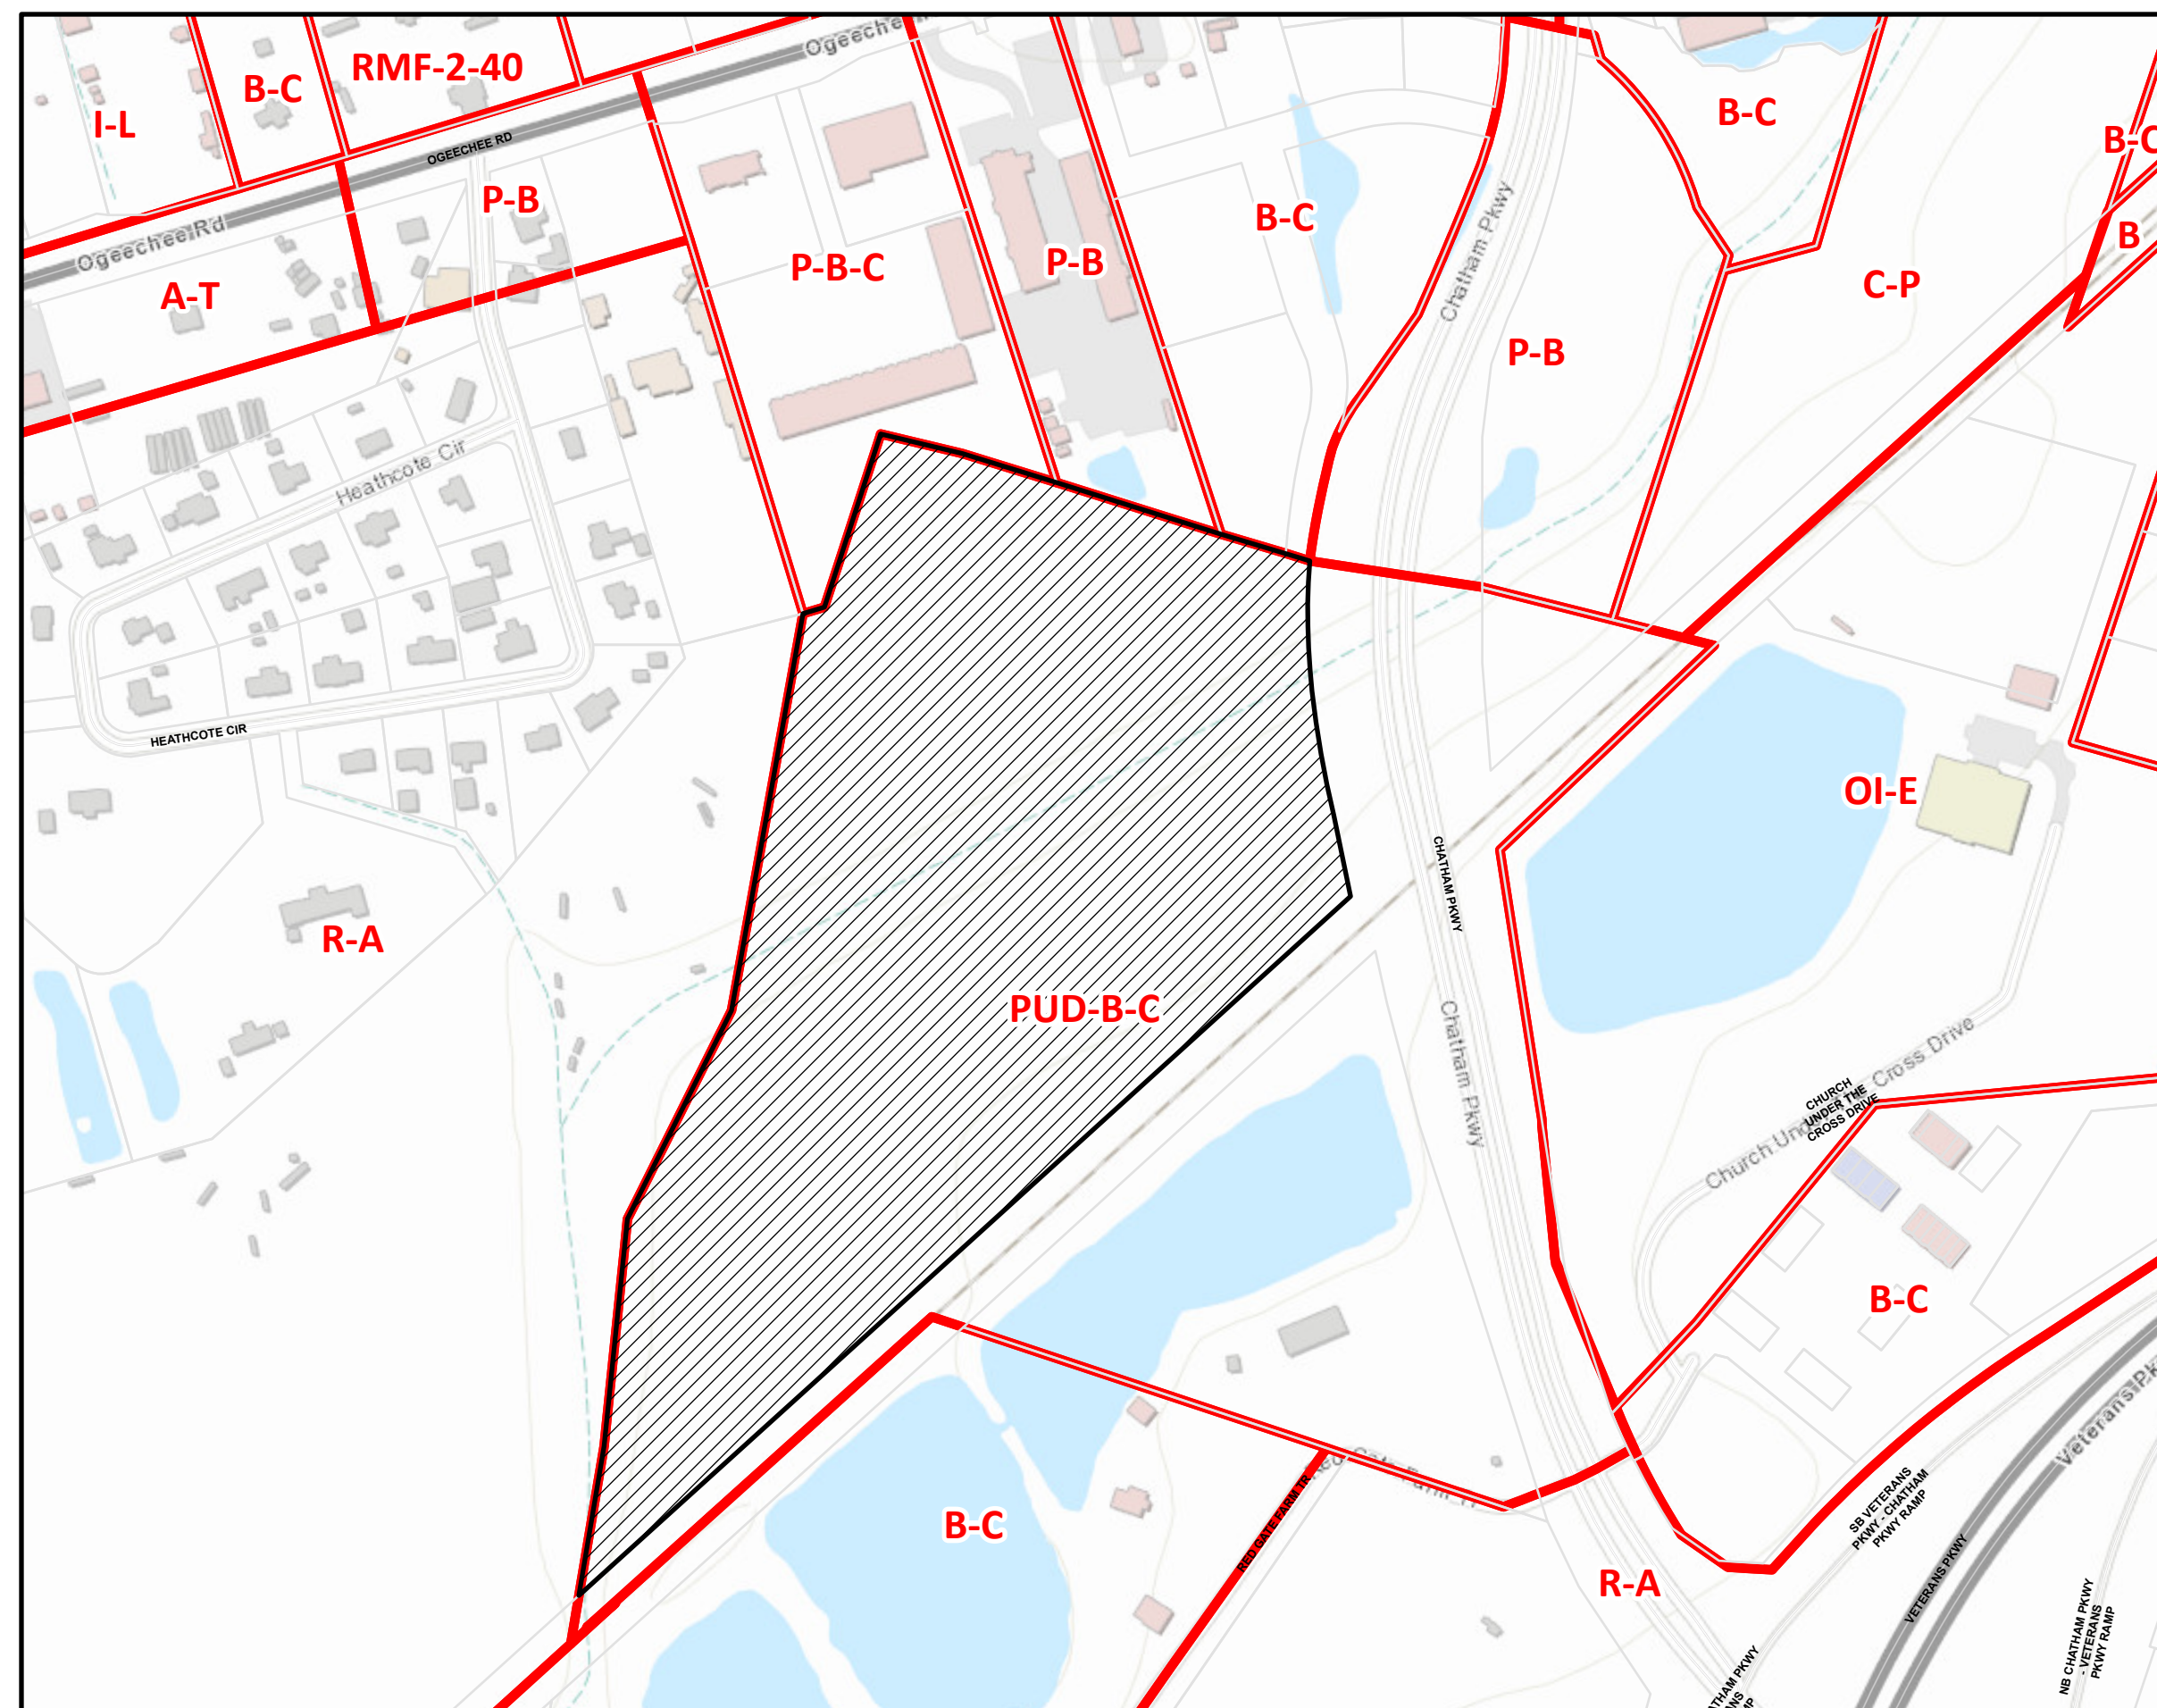 RMF-2-40
B-C
I-L
OGEECHEE RD
B-C
B-C
P-B
Ogeechee Rd
B-C
B
P-B-C
P-B
Chatham Pkwy
A-T
C-P
P-B
Heathcote Cir
HEATHCOTE CIR
OI-E
CHATHAM PKWY
R-A
PUD-B-C
Chatham Pkwy
Cross Drive
CHURCH
UNDER THE
CROSS DRIVE
Church
B-C
B-C
RED GATE FARM TR
R-A
SB VETERANS
PKWY - CHATHAM
PKWY RAMP
VETERANS PKWY
NB CHATHAM PKWY
- VETERANS
PKWY RAMP